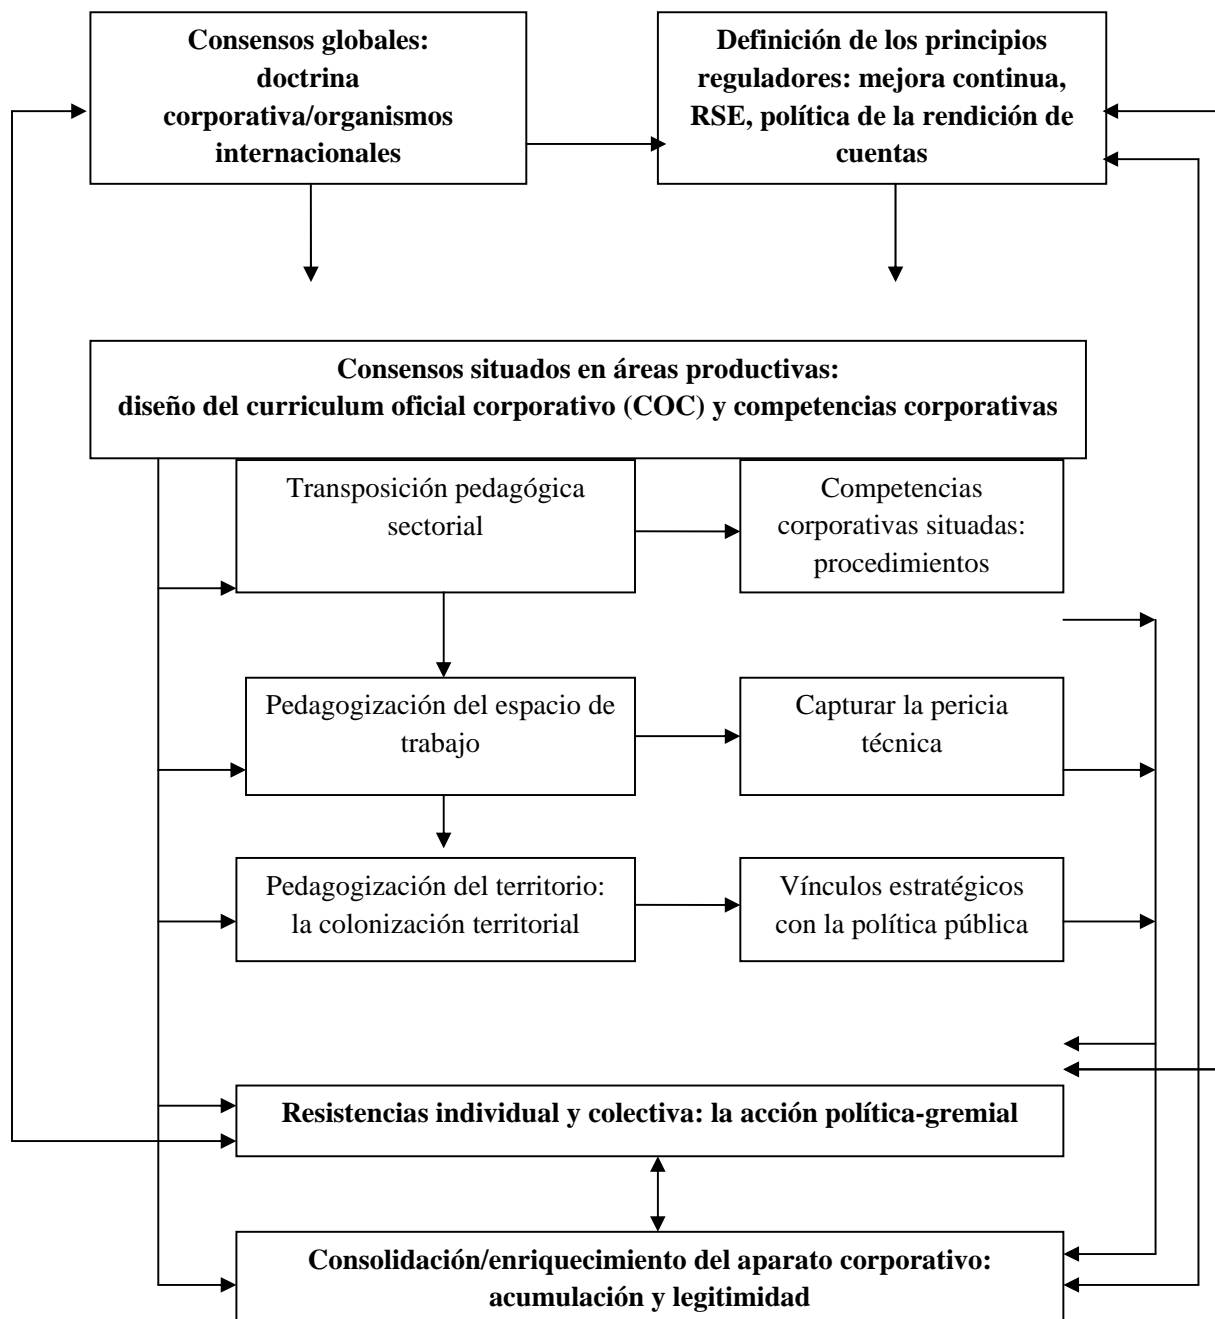 Consensos globales:
doctrina
corporativa/organismos
internacionales
Definición de los principios
reguladores: mejora continua,
RSE, política de la rendición de
cuentas
Consensos situados en áreas productivas:
diseño del curriculum oficial corporativo (COC) y competencias corporativas
Transposición pedagógica
sectorial
Competencias
corporativas situadas:
procedimientos
Pedagogización del espacio de
trabajo
Capturar la pericia
técnica
Pedagogización del territorio:
la colonización territorial
Vínculos estratégicos
con la política pública
Resistencias individual y colectiva: la acción política-gremial
Consolidación/enriquecimiento del aparato corporativo:
acumulación y legitimidad